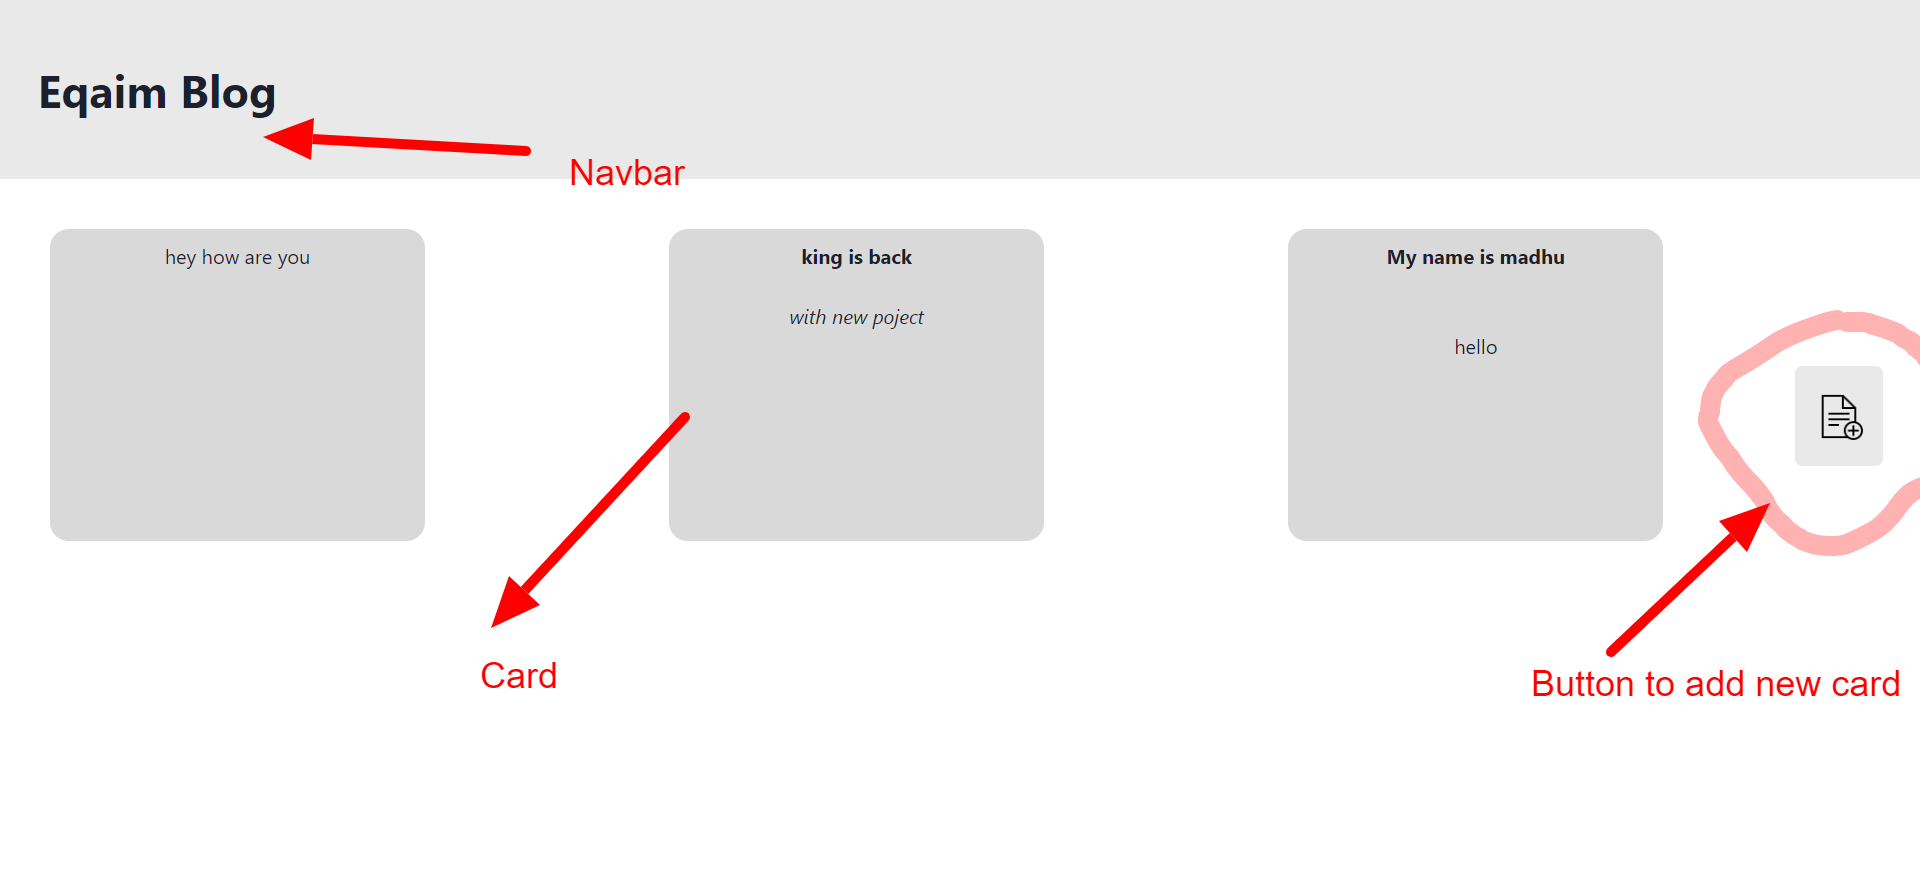 Eqaim Blog
Navbar
hey how are you
king is back
with new poject
My name is madhu
hello
Card
Button to add new card